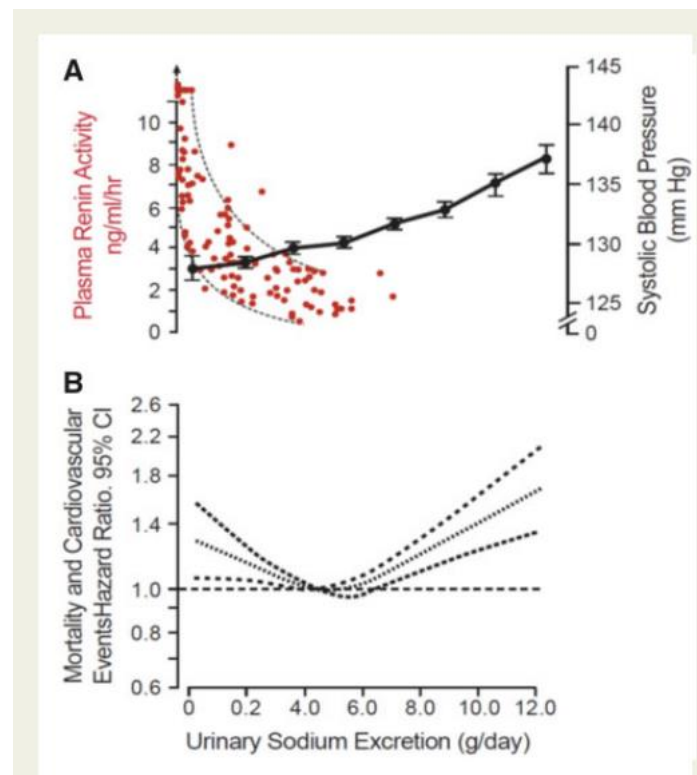 A
Plasma Renin Activity
ng/ml/hr
10
8
6
4
2
0
145
140
135
130
125
0
Systolic Blood Pressure
(mm Hg)
B
Mortality and Cardiovascular
EventsHazard Ratio. 95% CI
2.6
2.2
1.8
1.4
1.0
0.8
0.6
0 0.2 4.0 6.0 8.0 10.0 12.0
Urinary Sodium Excretion (g/day)